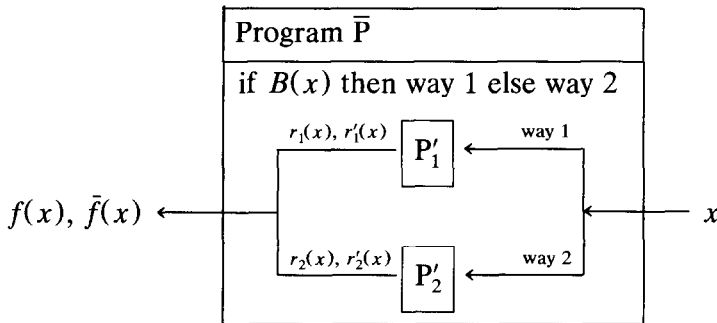 Program P̅
if B(x) then way 1 else way 2
r₁(x), r′₁(x) P′₁ way 1
f(x), f̄(x) x
r₂(x), r′₂(x) P′₂ way 2